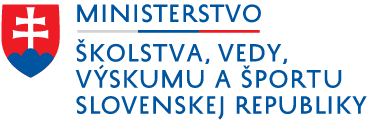 MINISTERSTVO
ŠKOLSTVA, VEDY,
VÝSKUMU A ŠPORTU
SLOVENSKEJ REPUBLIKY